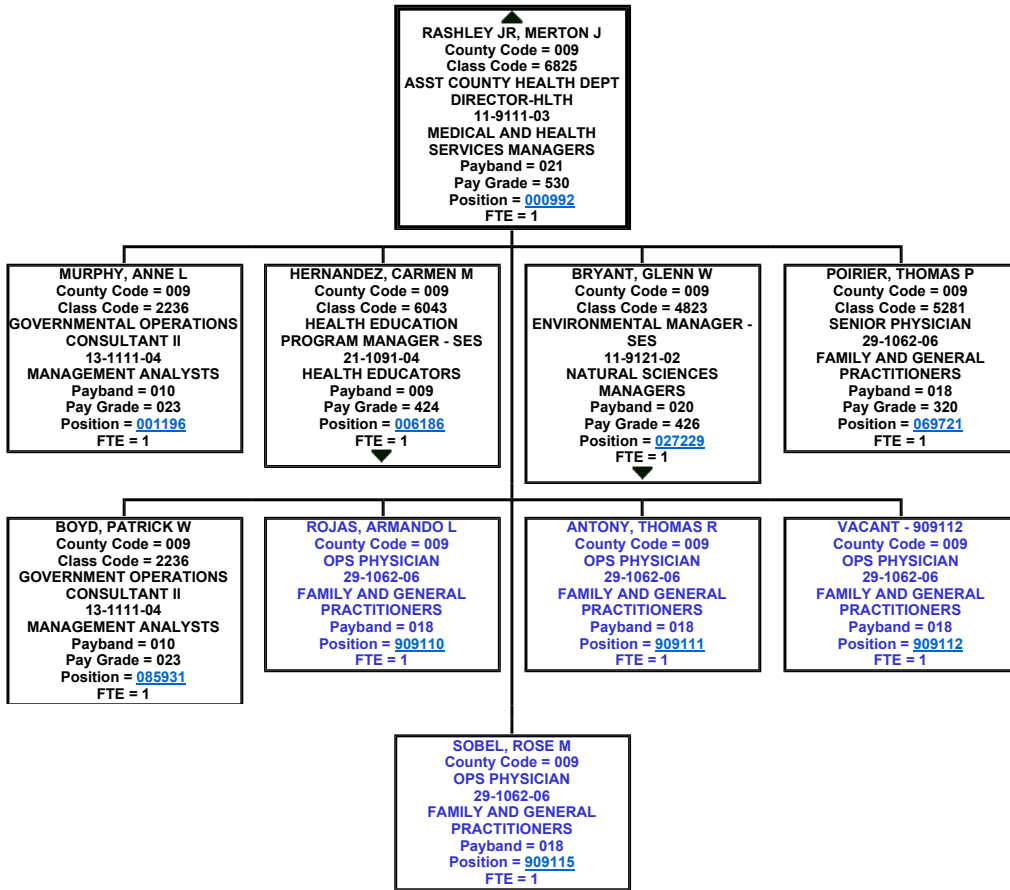 RASHLEY JR, MERTON J
County Code = 009
Class Code = 6825
ASST COUNTY HEALTH DEPT
DIRECTOR-HLTH
11-9111-03
MEDICAL AND HEALTH
SERVICES MANAGERS
Payband = 021
Pay Grade = 530
Position = 000992
FTE = 1
MURPHY, ANNE L
County Code = 009
Class Code = 2236
GOVERNMENTAL OPERATIONS
CONSULTANT II
13-1111-04
MANAGEMENT ANALYSTS
Payband = 010
Pay Grade = 023
Position = 001196
FTE = 1
HERNANDEZ, CARMEN M
County Code = 009
Class Code = 6043
HEALTH EDUCATION
PROGRAM MANAGER - SES
21-1091-04
HEALTH EDUCATORS
Payband = 009
Pay Grade = 424
Position = 006186
FTE = 1
BRYANT, GLENN W
County Code = 009
Class Code = 4823
ENVIRONMENTAL MANAGER -
SES
11-9121-02
NATURAL SCIENCES
MANAGERS
Payband = 020
Pay Grade = 426
Position = 027229
FTE = 1
POIRIER, THOMAS P
County Code = 009
Class Code = 5281
SENIOR PHYSICIAN
29-1062-06
FAMILY AND GENERAL
PRACTITIONERS
Payband = 018
Pay Grade = 320
Position = 069721
FTE = 1
BOYD, PATRICK W
County Code = 009
Class Code = 2236
GOVERNMENT OPERATIONS
CONSULTANT II
13-1111-04
MANAGEMENT ANALYSTS
Payband = 010
Pay Grade = 023
Position = 085931
FTE = 1
ROJAS, ARMANDO L
County Code = 009
OPS PHYSICIAN
29-1062-06
FAMILY AND GENERAL
PRACTITIONERS
Payband = 018
Position = 909110
FTE = 1
ANTONY, THOMAS R
County Code = 009
OPS PHYSICIAN
29-1062-06
FAMILY AND GENERAL
PRACTITIONERS
Payband = 018
Position = 909111
FTE = 1
VACANT - 909112
County Code = 009
OPS PHYSICIAN
29-1062-06
FAMILY AND GENERAL
PRACTITIONERS
Payband = 018
Position = 909112
FTE = 1
SOBEL, ROSE M
County Code = 009
OPS PHYSICIAN
29-1062-06
FAMILY AND GENERAL
PRACTITIONERS
Payband = 018
Position = 909115
FTE = 1